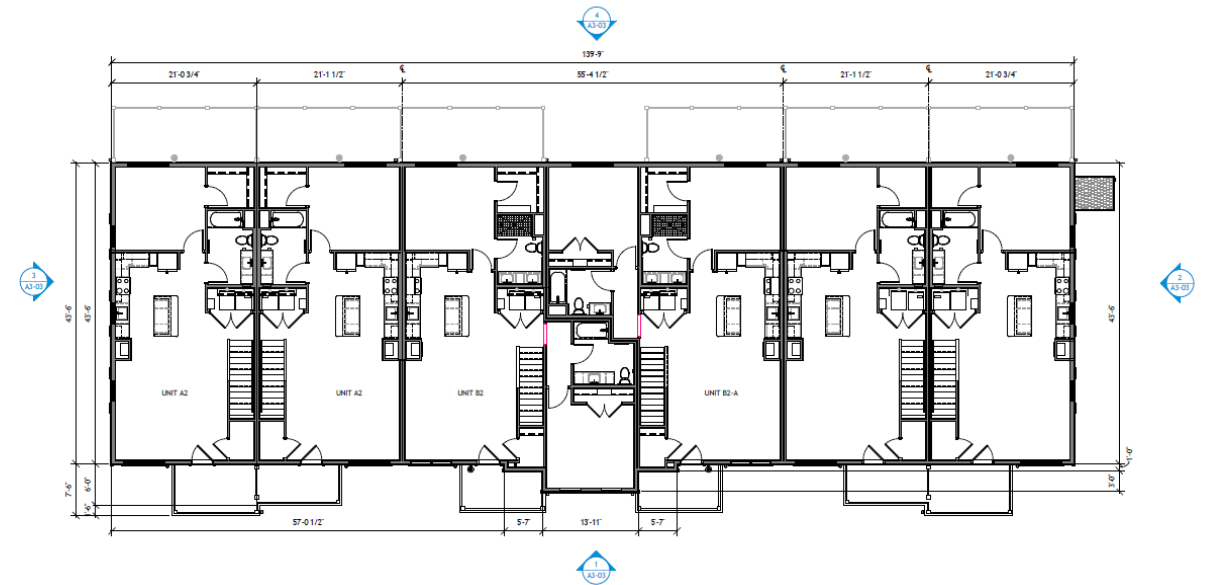 4
A3-03
139'-9"
21'-0 3/4"
21'-1 1/2"
55'-4 1/2"
21'-1 1/2"
21'-0 3/4"
3
A3-03
2
A3-03
43'-6"
43'-6"
43'-6"
UNIT A2
UNIT A2
UNIT B2
UNIT B2-A
7'-6"
6'-0"
1'-6"
1'-0"
3'-0"
57'-0 1/2"
5'-7"
13'-11"
5'-7"
1
A3-03